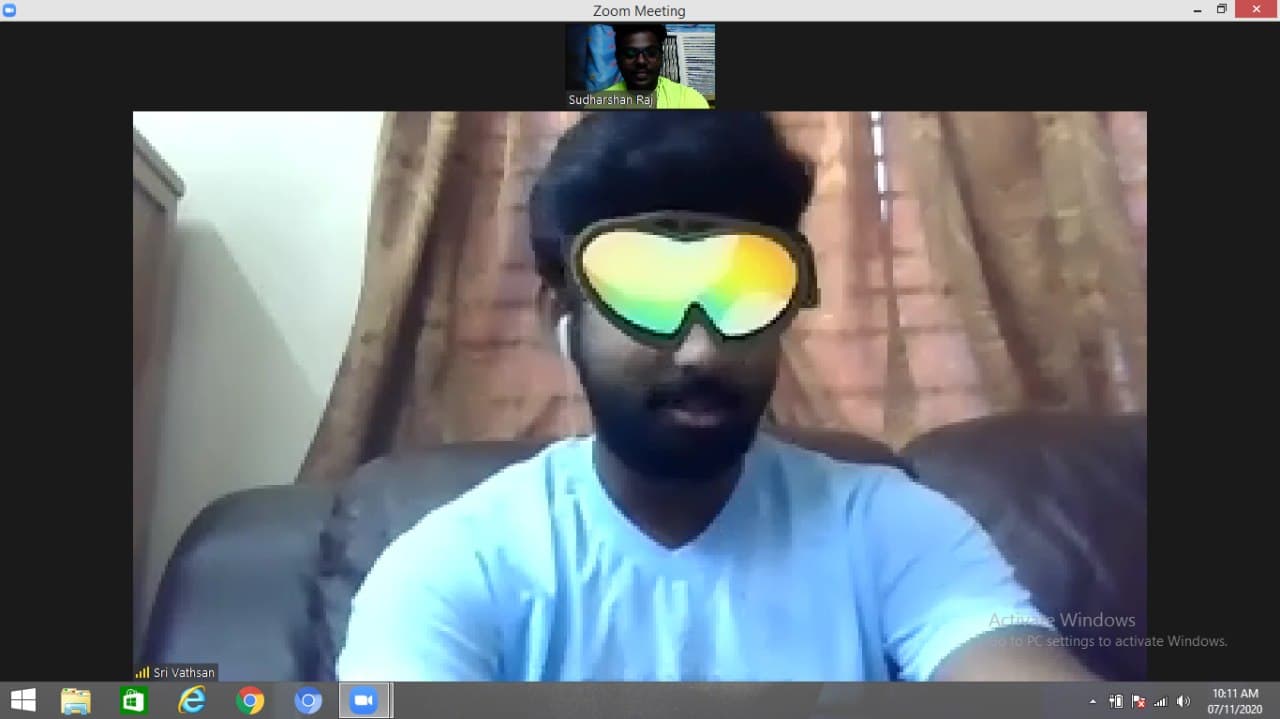 Zoom Meeting
Sudharshan Raj
Activate Windows
Go to PC settings to activate Windows.
Sri Vathsan
10:11 AM
07/11/2020